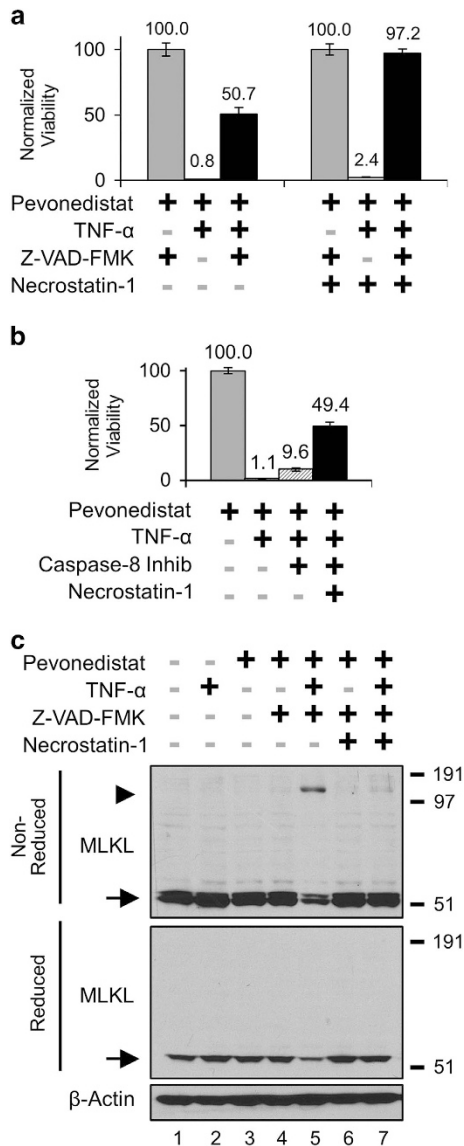 a
100.0 0.8 50.7 100.0 2.4 97.2
Normalized
Viability
100
50
0
Pevonedistat + + + + + +
TNF-α - + + - + +
Z-VAD-FMK + - + + - +
Necrostatin-1 - - - + + +
b
100.0 1.1 9.6 49.4
Normalized
Viability
100
50
0
Pevonedistat + + + +
TNF-α - + + +
Caspase-8 Inhib - - + +
Necrostatin-1 - - - +
c
Pevonedistat - - + + + + +
TNF-α - + - - + - +
Z-VAD-FMK - - - + + + +
Necrostatin-1 - - - - - + +
Non-
Reduced
MLKL
191
97
51
Reduced
MLKL
191
51
β-Actin
1 2 3 4 5 6 7